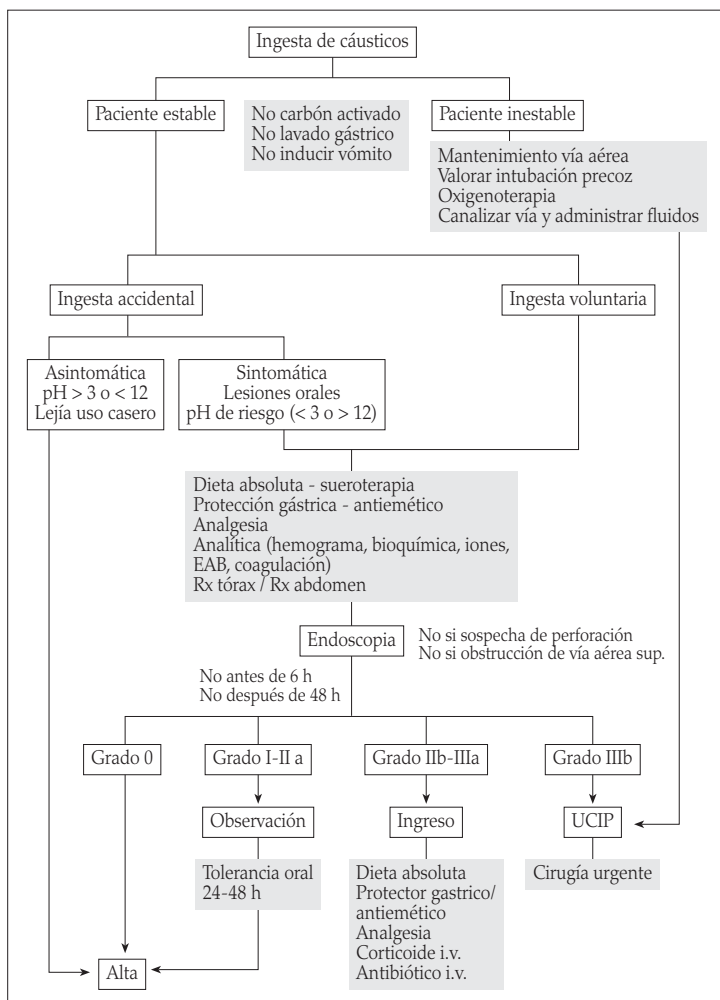 Ingesta de cáusticos
Paciente estable
No carbón activado
No lavado gástrico
No inducir vómito
Paciente inestable
Mantenimiento vía aérea
Valorar intubación precoz
Oxigenoterapia
Canalizar vía y administrar fluidos
Ingesta accidental
Ingesta voluntaria
Asintomática
pH > 3 o < 12
Lejía uso casero
Sintomática
Lesiones orales
pH de riesgo (< 3 o > 12)
Dieta absoluta - sueroterapia
Protección gástrica - antiemético
Analgesia
Analítica (hemograma, bioquímica, iones,
EAB, coagulación)
Rx tórax / Rx abdomen
Endoscopia
No si sospecha de perforación
No si obstrucción de vía aérea sup.
No antes de 6 h
No después de 48 h
Grado 0
Grado I-II a
Grado IIb-IIIa
Grado IIIb
Observación
Ingreso
UCIP
Tolerancia oral
24-48 h
Dieta absoluta
Protector gastrico/
antiemético
Analgesia
Corticoide i.v.
Antibiótico i.v.
Cirugía urgente
Alta